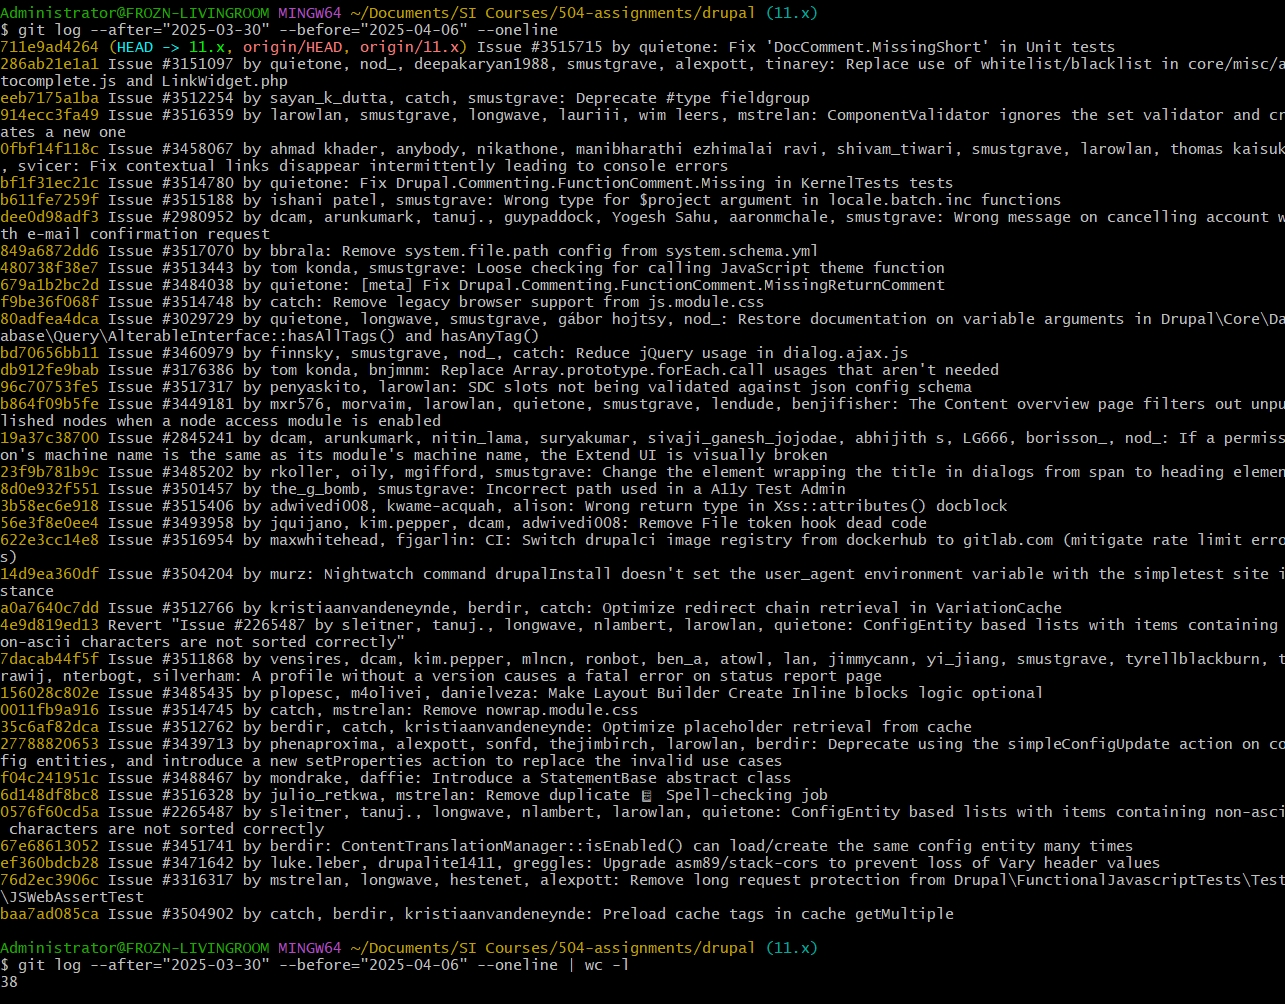 Administrator@FROZN-LIVINGROOM MINGW64 ~/Documents/SI Courses/504-assignments/drupal (11.x)
$ git log --after="2025-03-30" --before="2025-04-06" --oneline
711e9ad4264 (HEAD -> 11.x, origin/HEAD, origin/11.x) Issue #3515715 by quietone: Fix 'DocComment.MissingShort' in Unit tests
286ab21e1a1 Issue #3151097 by quietone, nod_, deepakaryan1988, smustgrave, alexpott, tinarey: Replace use of whitelist/blacklist in core/misc/a
tocomplete.js and LinkWidget.php
eeb7175a1ba Issue #3512254 by sayan_k_dutta, catch, smustgrave: Deprecate #type fieldgroup
914ecc3fa49 Issue #3516359 by larowlan, smustgrave, longwave, lauriii, wim leers, mstrelan: ComponentValidator ignores the set validator and cr
ates a new one
0fbf14f118c Issue #3458067 by ahmad khader, anybody, nikathone, manibharathi ezhimalai ravi, shivam_tiwari, smustgrave, larowlan, thomas kaisuk
, svicer: Fix contextual links disappear intermittently leading to console errors
bf1f31ec21c Issue #3514780 by quietone: Fix Drupal.Commenting.FunctionComment.Missing in KernelTests tests
b611fe7259f Issue #3515188 by ishani patel, smustgrave: Wrong type for $project argument in locale.batch.inc functions
dee0d98adf3 Issue #2980952 by dcam, arunkumark, tanuj., guypaddock, Yogesh Sahu, aaronmchale, smustgrave: Wrong message on cancelling account w
th e-mail confirmation request
849a6872dd6 Issue #3517070 by bbrala: Remove system.file.path config from system.schema.yml
480738f38e7 Issue #3513443 by tom konda, smustgrave: Loose checking for calling JavaScript theme function
679a1b2bc2d Issue #3484038 by quietone: [meta] Fix Drupal.Commenting.FunctionComment.MissingReturnComment
f9be36f068f Issue #3514748 by catch: Remove legacy browser support from js.module.css
80adfea4dca Issue #3029729 by quietone, longwave, smustgrave, gábor hojtsy, nod_: Restore documentation on variable arguments in Drupal\Core\Da
abase\Query\AlterableInterface::hasAllTags() and hasAnyTag()
bd70656bb11 Issue #3460979 by finnsky, smustgrave, nod_, catch: Reduce jQuery usage in dialog.ajax.js
db912fe9bab Issue #3176386 by tom konda, bnjmnm: Replace Array.prototype.forEach.call usages that aren't needed
96c70753fe5 Issue #3517317 by penyaskito, larowlan: SDC slots not being validated against json config schema
b864f09b5fe Issue #3449181 by mxr576, morvaim, larowlan, quietone, smustgrave, lendude, benjifisher: The Content overview page filters out unpu
lished nodes when a node access module is enabled
19a37c38700 Issue #2845241 by dcam, arunkumark, nitin_lama, suryakumar, sivaji_ganesh_jojodae, abhijith s, LG666, borisson_, nod_: If a permiss
on's machine name is the same as its module's machine name, the Extend UI is visually broken
23f9b781b9c Issue #3485202 by rkoller, oily, mgifford, smustgrave: Change the element wrapping the title in dialogs from span to heading elemen
8d0e932f551 Issue #3501457 by the_g_bomb, smustgrave: Incorrect path used in a A11y Test Admin
3b58ec6e918 Issue #3515406 by adwivedi008, kwame-acquah, alison: Wrong return type in Xss::attributes() docblock
56e3f8e0ee4 Issue #3493958 by jquijano, kim.pepper, dcam, adwivedi008: Remove File token hook dead code
622e3cc14e8 Issue #3516954 by maxwhitehead, fjgarlin: CI: Switch drupalci image registry from dockerhub to gitlab.com (mitigate rate limit erro
s)
14d9ea360df Issue #3504204 by murz: Nightwatch command drupalInstall doesn't set the user_agent environment variable with the simpletest site i
stance
a0a7640c7dd Issue #3512766 by kristiaanvandeneynde, berdir, catch: Optimize redirect chain retrieval in VariationCache
4e9d819ed13 Revert "Issue #2265487 by sleitner, tanuj., longwave, nlambert, larowlan, quietone: ConfigEntity based lists with items containing
on-ascii characters are not sorted correctly"
7dacab44f5f Issue #3511868 by vensires, dcam, kim.pepper, mlncn, ronbot, ben_a, atowl, lan, jimmycann, yi_jiang, smustgrave, tyrellblackburn, t
rawij, nterbogt, silverham: A profile without a version causes a fatal error on status report page
156028c802e Issue #3485435 by plopesc, m4olivei, danielveza: Make Layout Builder Create Inline blocks logic optional
0011fb9a916 Issue #3514745 by catch, mstrelan: Remove nowrap.module.css
35c6af82dca Issue #3512762 by berdir, catch, kristiaanvandeneynde: Optimize placeholder retrieval from cache
27788820653 Issue #3439713 by phenaproxima, alexpott, sonfd, thejimbirch, larowlan, berdir: Deprecate using the simpleConfigUpdate action on co
fig entities, and introduce a new setProperties action to replace the invalid use cases
f04c241951c Issue #3488467 by mondrake, daffie: Introduce a StatementBase abstract class
6d148df8bc8 Issue #3516328 by julio_retkwa, mstrelan: Remove duplicate Spell-checking job
0576f60cd5a Issue #2265487 by sleitner, tanuj., longwave, nlambert, larowlan, quietone: ConfigEntity based lists with items containing non-asci
characters are not sorted correctly
67e68613052 Issue #3451741 by berdir: ContentTranslationManager::isEnabled() can load/create the same config entity many times
ef360bdcb28 Issue #3471642 by luke.leber, drupalite1411, greggles: Upgrade asm89/stack-cors to prevent loss of Vary header values
76d2ec3906c Issue #3316317 by mstrelan, longwave, hestenet, alexpott: Remove long request protection from Drupal\FunctionalJavascriptTests\Test
\JSWebAssertTest
baa7ad085ca Issue #3504902 by catch, berdir, kristiaanvandeneynde: Preload cache tags in cache getMultiple
Administrator@FROZN-LIVINGROOM MINGW64 ~/Documents/SI Courses/504-assignments/drupal (11.x)
$ git log --after="2025-03-30" --before="2025-04-06" --oneline | wc -l
38